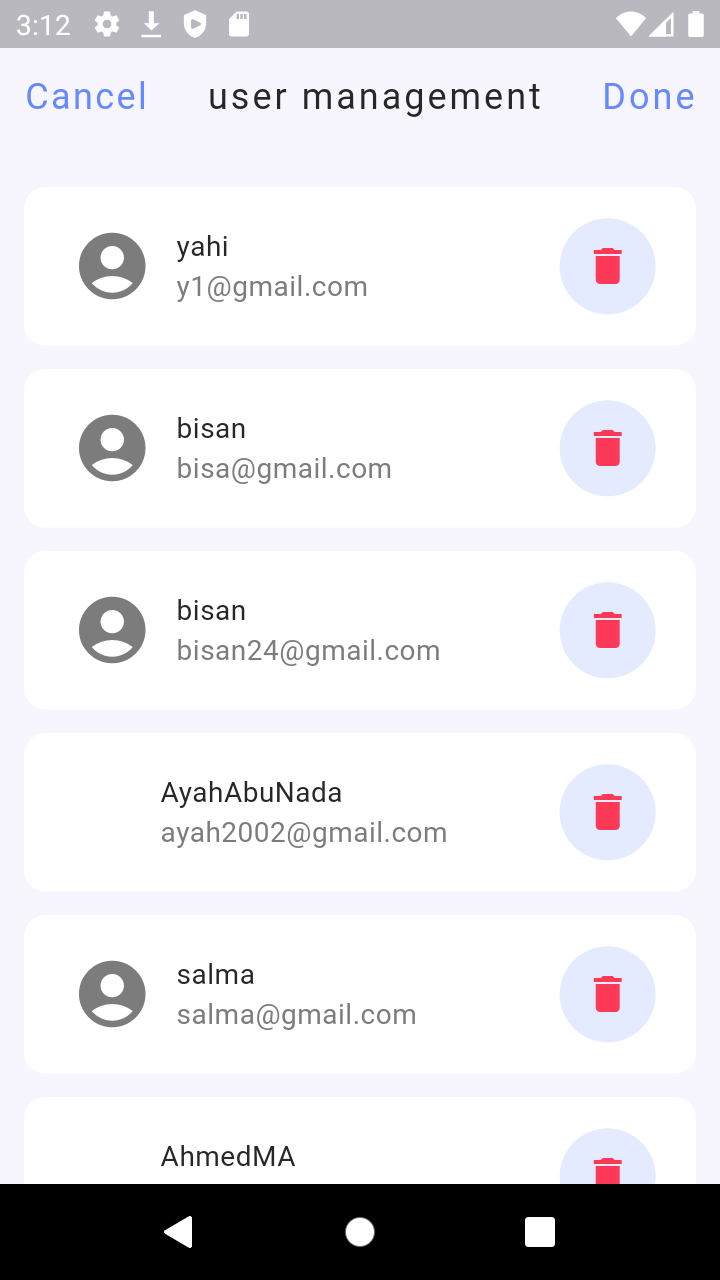 3:12
Cancel user management Done
yahi
y1@gmail.com
bisan
bisa@gmail.com
bisan
bisan24@gmail.com
AyahAbuNada
ayah2002@gmail.com
salma
salma@gmail.com
AhmedMA